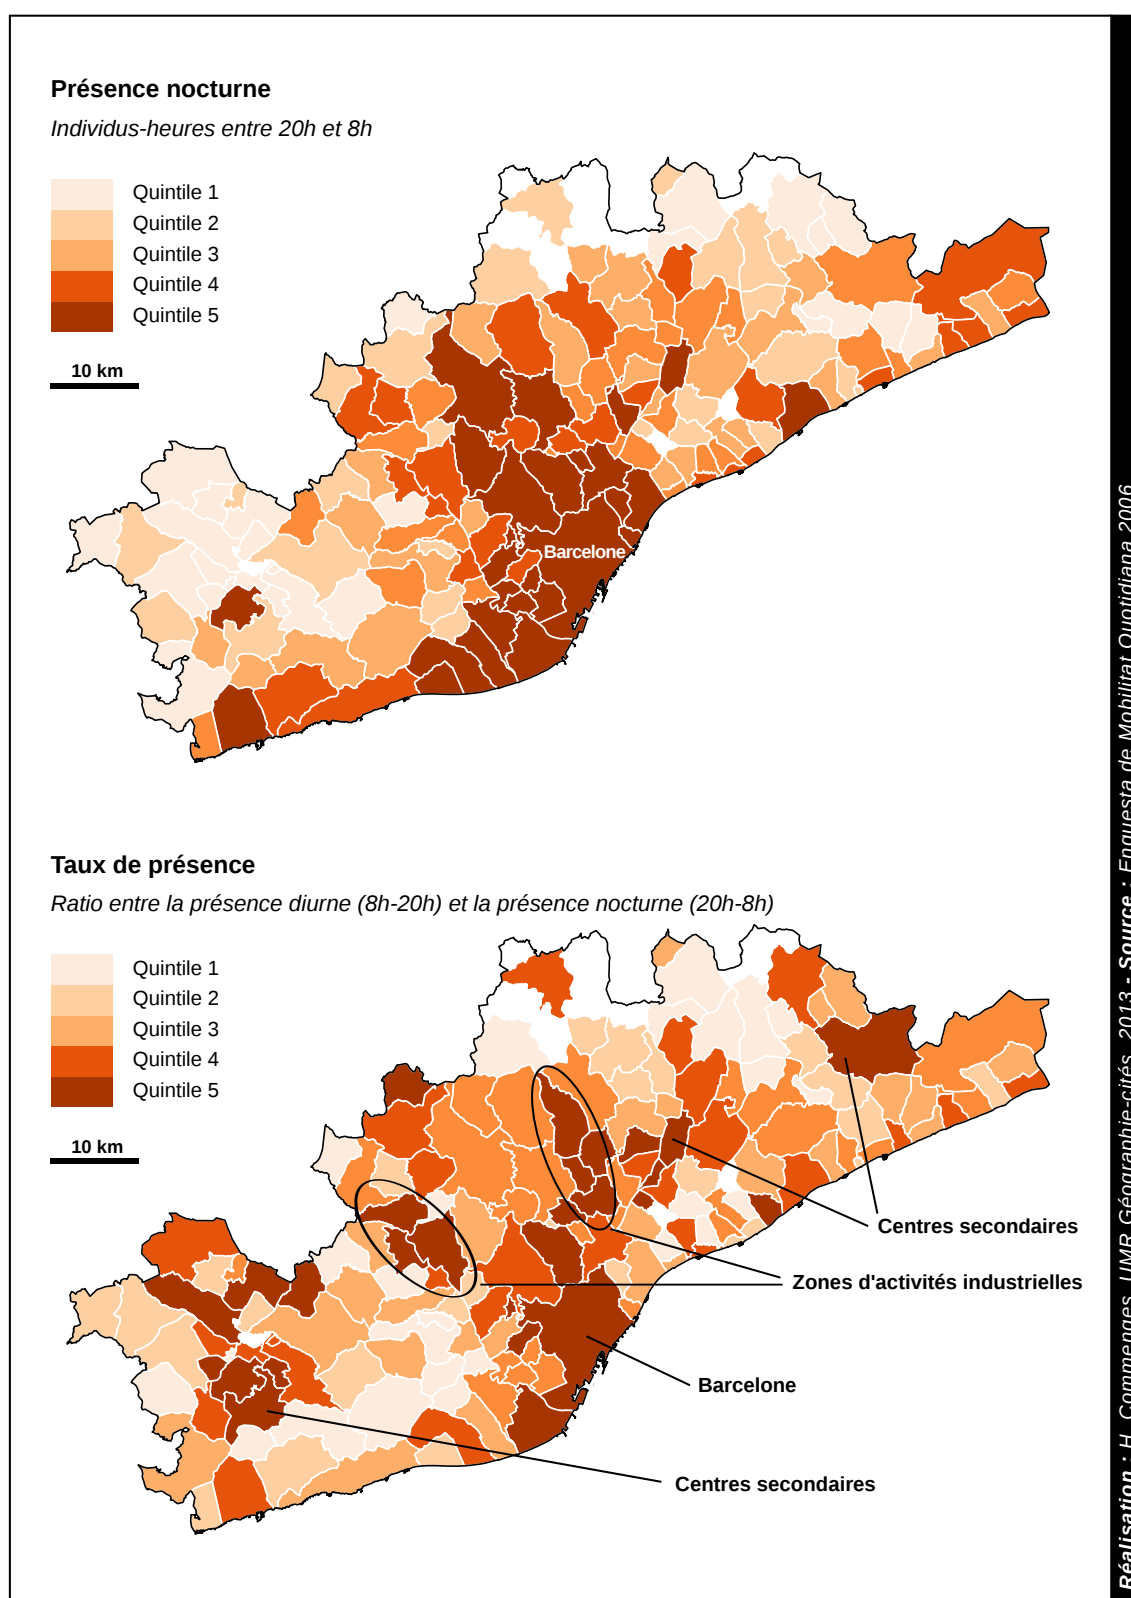 Présence nocturne
Individus-heures entre 20h et 8h
Quintile 1
Quintile 2
Quintile 3
Quintile 4
Quintile 5
10 km
Barcelone
Taux de présence
Ratio entre la présence diurne (8h-20h) et la présence nocturne (20h-8h)
Quintile 1
Quintile 2
Quintile 3
Quintile 4
Quintile 5
10 km
Centres secondaires
Zones d'activités industrielles
Barcelone
Centres secondaires
Réalisation : H. Commenges, UMR Géographie-cités, 2013 - Source : Enquesta de Mobilitat Quotidiana 2006